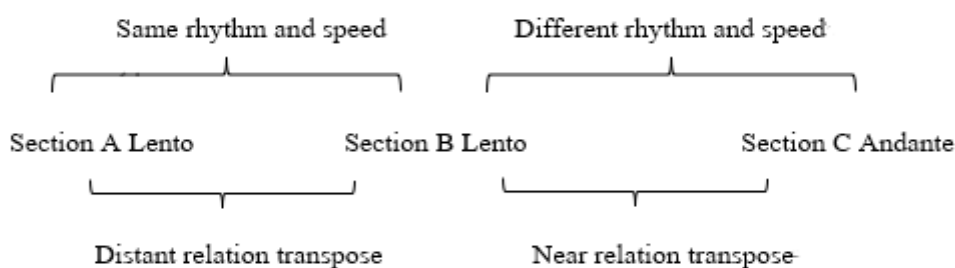 Same rhythm and speed Different rhythm and speed
Section A Lento Section B Lento Section C Andante
Distant relation transpose Near relation transpose